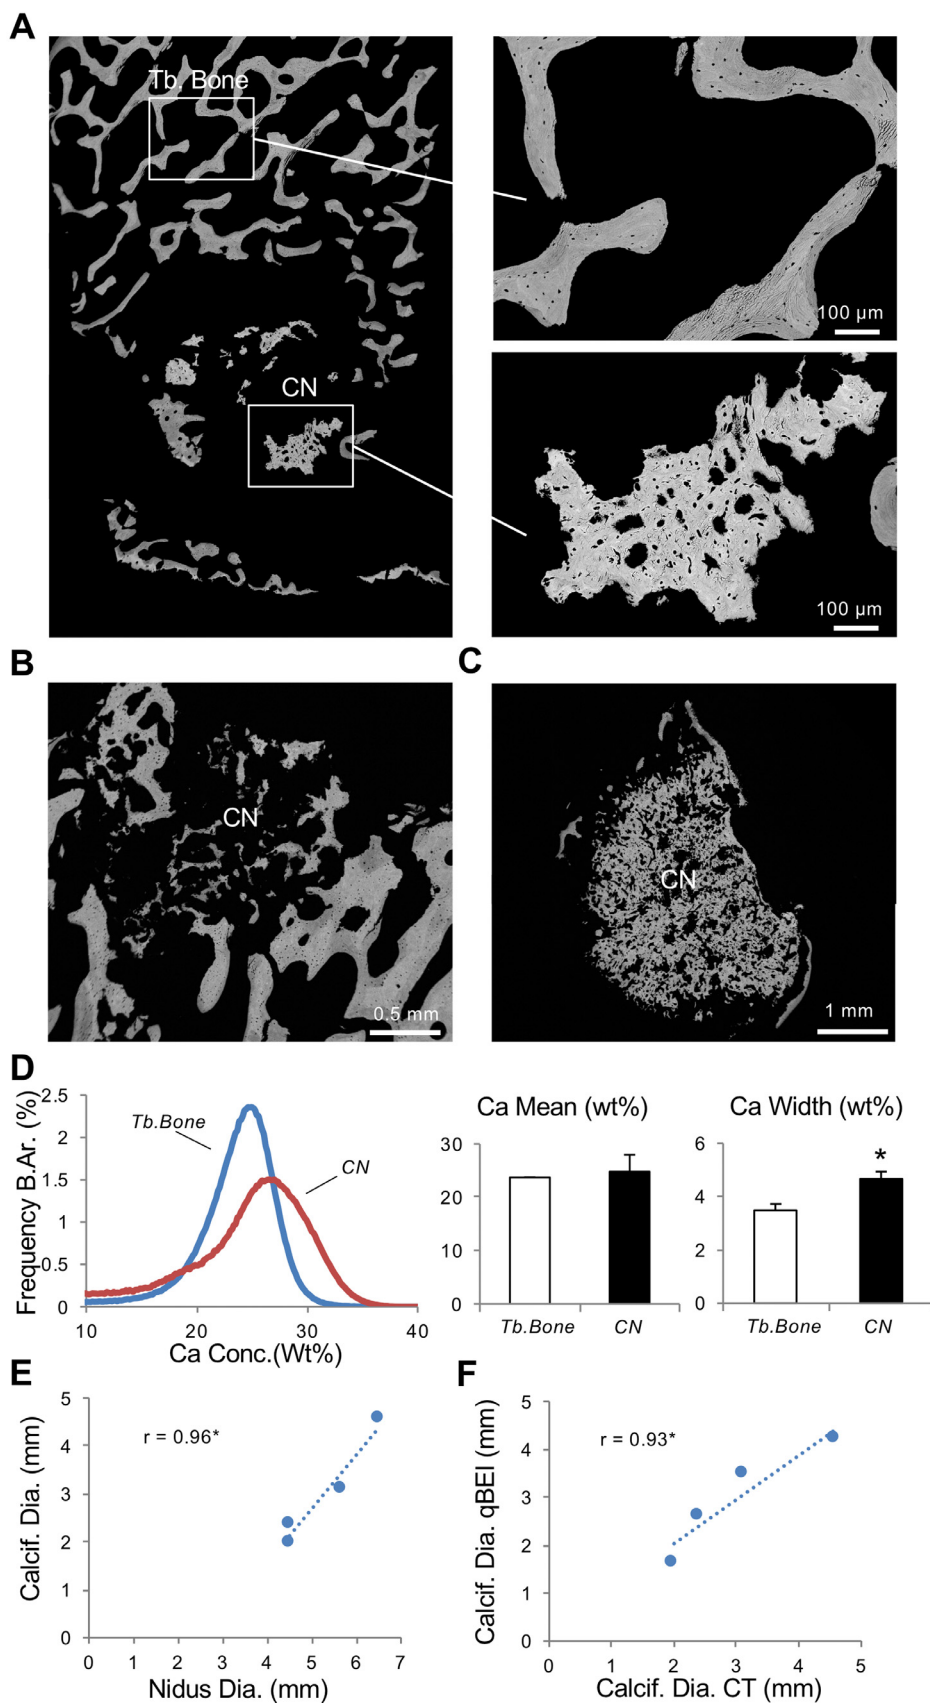 A
Tb. Bone
100 µm
CN
100 µm
B
C
CN
0.5 mm
CN
1 mm
D
Frequency B.Ar. (%)
2.5
2
1.5
1
0.5
0
10
20
30
40
Ca Conc.(Wt%)
Tb.Bone
CN
Ca Mean (wt%)
30
20
10
0
Tb.Bone
CN
Ca Width (wt%)
6
4
2
0
*
Tb.Bone
CN
E
Calcif. Dia. (mm)
5
4
3
2
1
0
r = 0.96*
0 1 2 3 4 5 6 7
Nidus Dia. (mm)
F
Calcif. Dia. qBEI (mm)
5
4
3
2
1
0
r = 0.93*
0 1 2 3 4 5
Calcif. Dia. CT (mm)